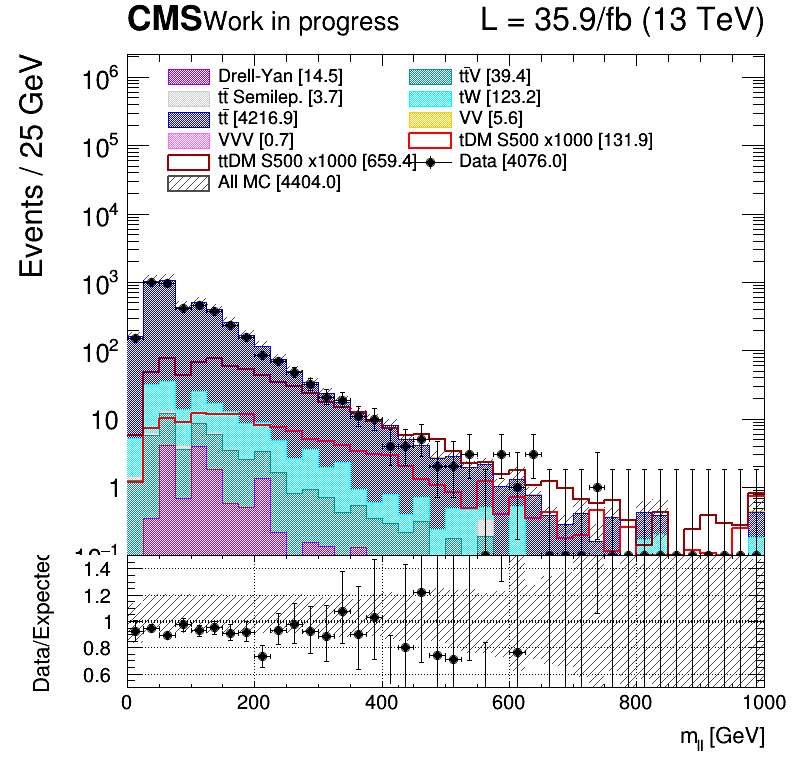 CMS Work in progress L = 35.9/fb (13 TeV)
Events / 25 GeV
Drell-Yan [14.5] tt̄V [39.4]
tt̄ Semilep. [3.7] tW [123.2]
tt̄ [4216.9] VV [5.6]
VVV [0.7] tDM S500 x1000 [131.9]
ttDM S500 x1000 [659.4] Data [4076.0]
All MC [4404.0]
10⁶
10⁵
10⁴
10³
10²
10
1
10⁻¹
Data/Expected
1.4
1.2
1
0.8
0.6
0 200 400 600 800 1000
m_ll [GeV]